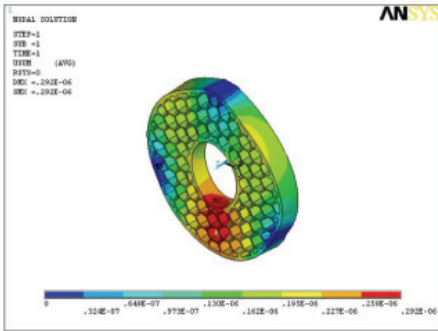 1
NODAL SOLUTION
ANSYS
STEP=1
SUB =1
TIME=1
USUM (AVG)
RSYS=0
DMX =.292E-06
SMX =.292E-06
0 .649E-07 .130E-06 .195E-06 .259E-06
.324E-07 .973E-07 .162E-06 .227E-06 .292E-06